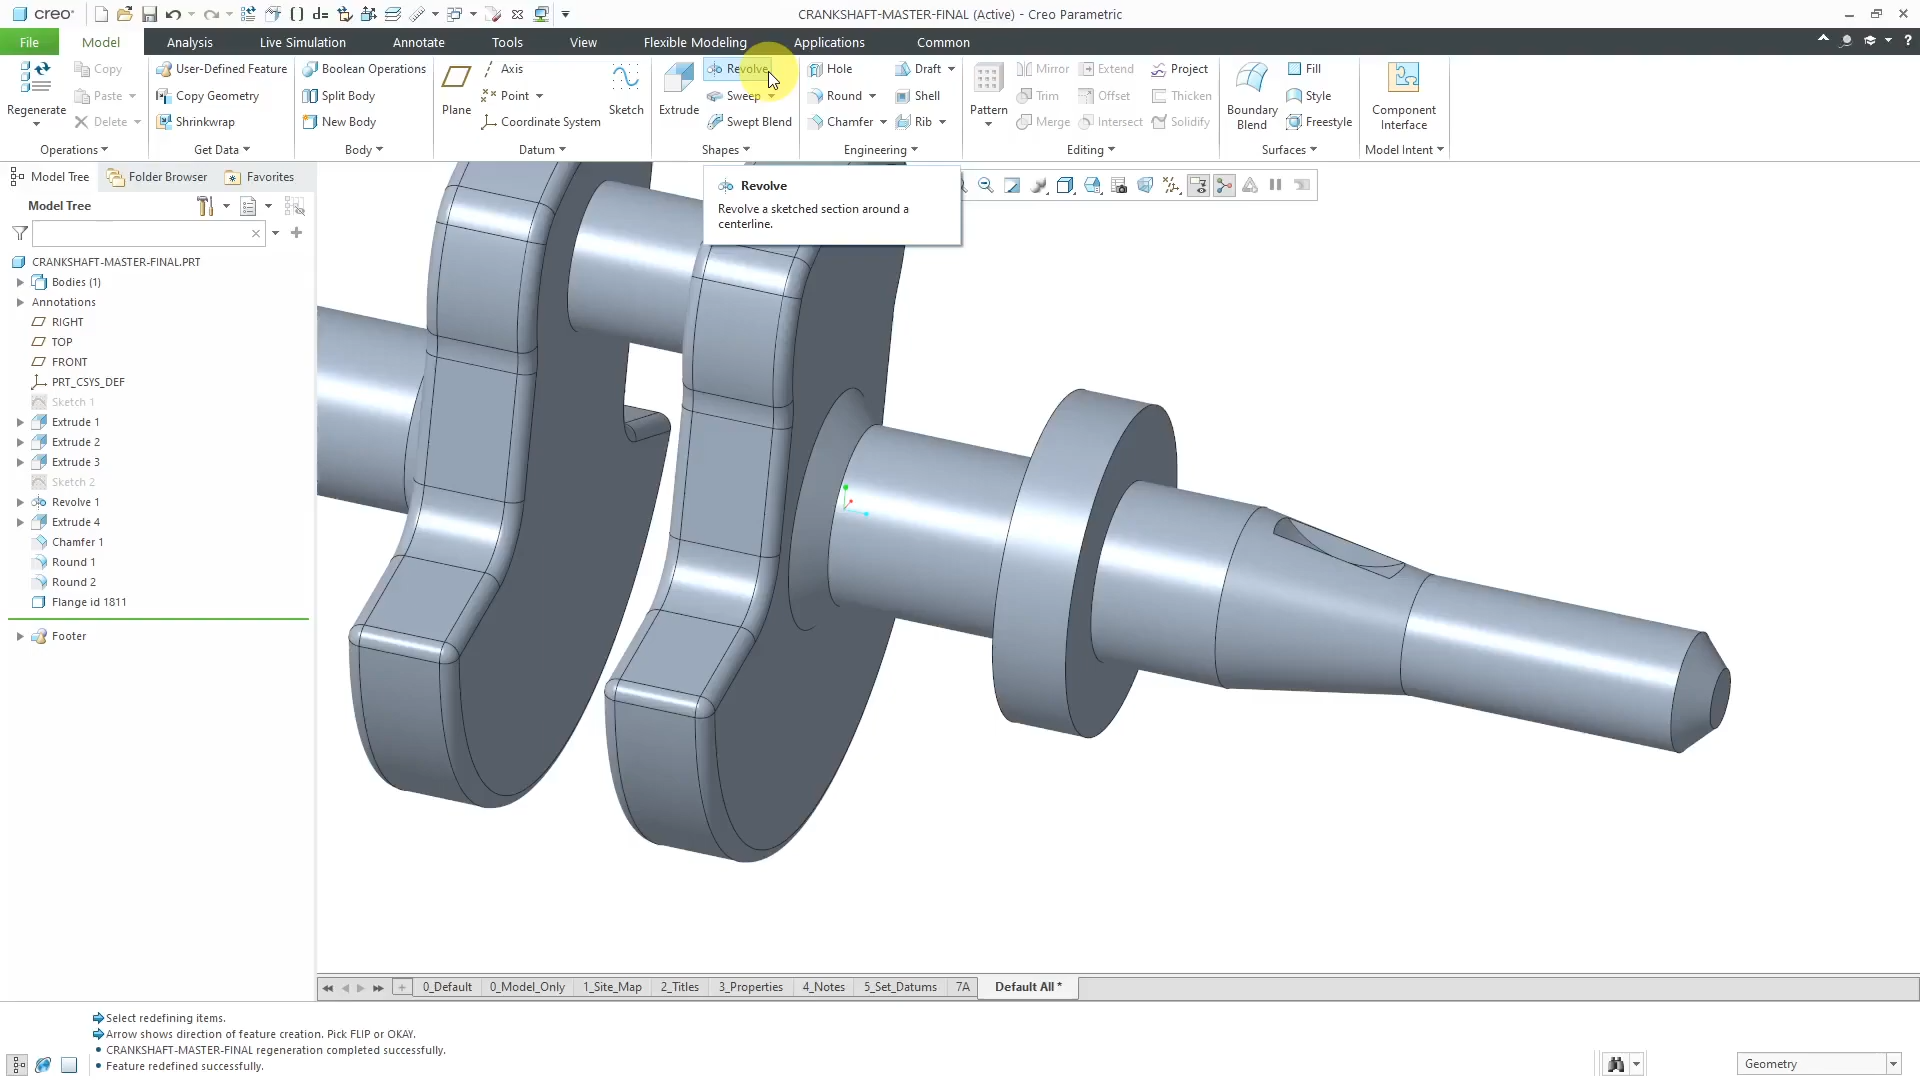 creo
CRANKSHAFT-MASTER-FINAL (Active) - Creo Parametric
File Model Analysis Live Simulation Annotate Tools View Flexible Modeling Applications Common
Regenerate
Copy
Paste
Delete
Operations
User-Defined Feature
Copy Geometry
Shrinkwrap
Get Data
Boolean Operations
Split Body
New Body
Body
Plane
Axis
Point
Coordinate System
Sketch
Datum
Extrude
Revolve
Sweep
Swept Blend
Shapes
Hole
Round
Chamfer
Draft
Shell
Rib
Engineering
Pattern
Mirror
Extend
Project
Trim
Offset
Thicken
Merge
Intersect
Solidify
Editing
Boundary
Blend
Fill
Style
Freestyle
Surfaces
Component
Interface
Model Intent
Model Tree Folder Browser Favorites
Model Tree
Revolve
Revolve a sketched section around a
centerline.
CRANKSHAFT-MASTER-FINAL.PRT
Bodies (1)
Annotations
RIGHT
TOP
FRONT
PRT_CSYS_DEF
Sketch 1
Extrude 1
Extrude 2
Extrude 3
Sketch 2
Revolve 1
Extrude 4
Chamfer 1
Round 1
Round 2
Flange id 1811
Footer
0_Default 0_Model_Only 1_Site_Map 2_Titles 3_Properties 4_Notes 5_Set_Datums 7A Default All *
Select redefining items.
Arrow shows direction of feature creation. Pick FLIP or OKAY.
• CRANKSHAFT-MASTER-FINAL regeneration completed successfully.
• Feature redefined successfully.
Geometry